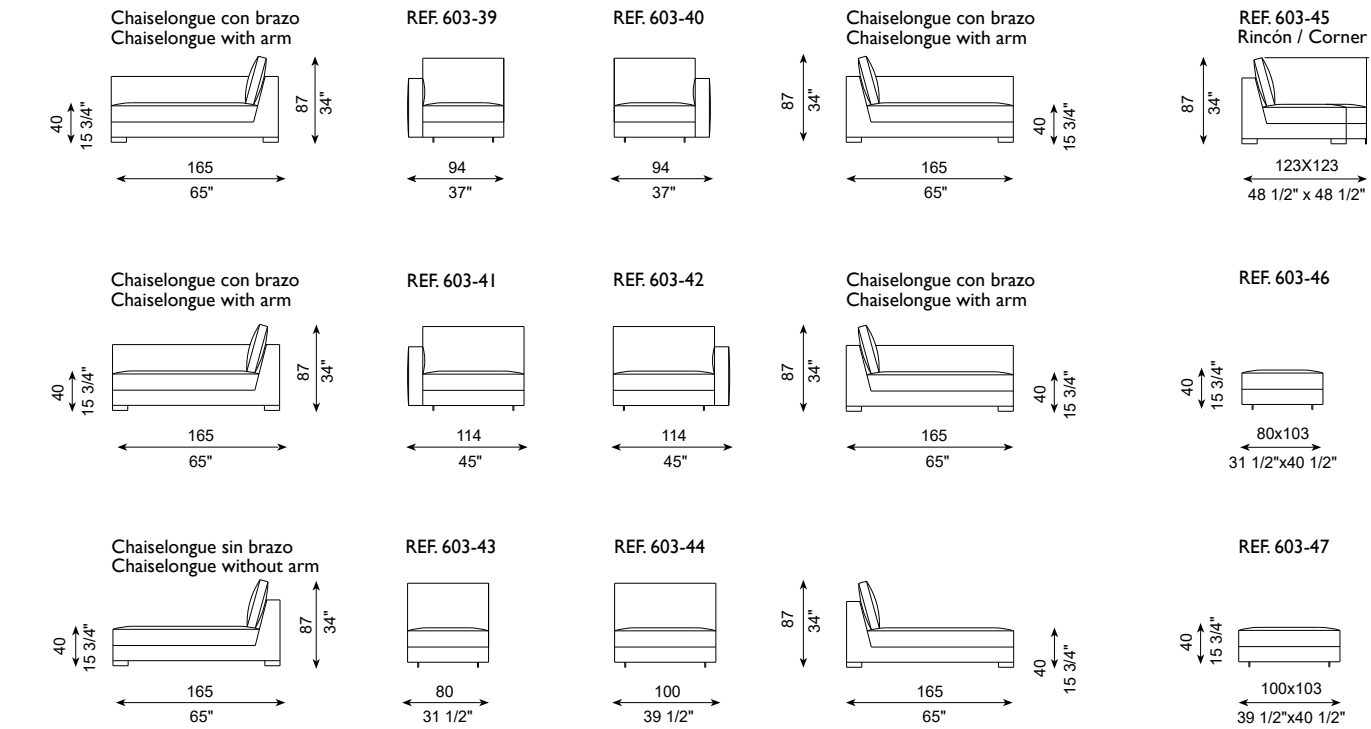 Chaiselongue con brazo
Chaiselongue with arm
REF. 603-39
REF. 603-40
Chaiselongue con brazo
Chaiselongue with arm
REF. 603-45
Rincón / Corner
40
15 3/4"
87
34"
87
34"
40
15 3/4"
87
34"
165
65"
94
37"
94
37"
165
65"
123X123
48 1/2" x 48 1/2"
Chaiselongue con brazo
Chaiselongue with arm
REF. 603-41
REF. 603-42
Chaiselongue con brazo
Chaiselongue with arm
REF. 603-46
40
15 3/4"
87
34"
87
34"
40
15 3/4"
40
15 3/4"
165
65"
114
45"
114
45"
165
65"
80x103
31 1/2"x40 1/2"
Chaiselongue sin brazo
Chaiselongue without arm
REF. 603-43
REF. 603-44
REF. 603-47
40
15 3/4"
87
34"
87
34"
40
15 3/4"
40
15 3/4"
165
65"
80
31 1/2"
100
39 1/2"
165
65"
100x103
39 1/2"x40 1/2"